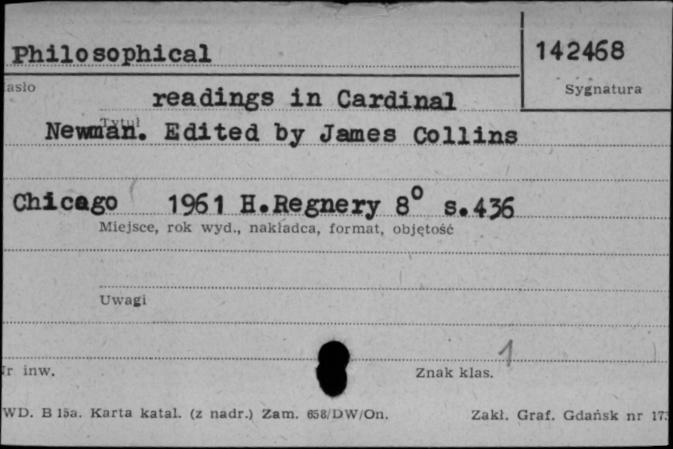 Philosophical
142468
asło
Sygnatura
readings in Cardinal
Tytuł
Newman. Edited by James Collins
Chicago 1961 H.Regnery 8° s.436
Miejsce, rok wyd., nakładca, format, objętość
Uwagi
1
r inw.
Znak klas.
WD. B 15a. Karta katal. (z nadr.) Zam. 658/DW/On.
Zakł. Graf. Gdańsk nr 17